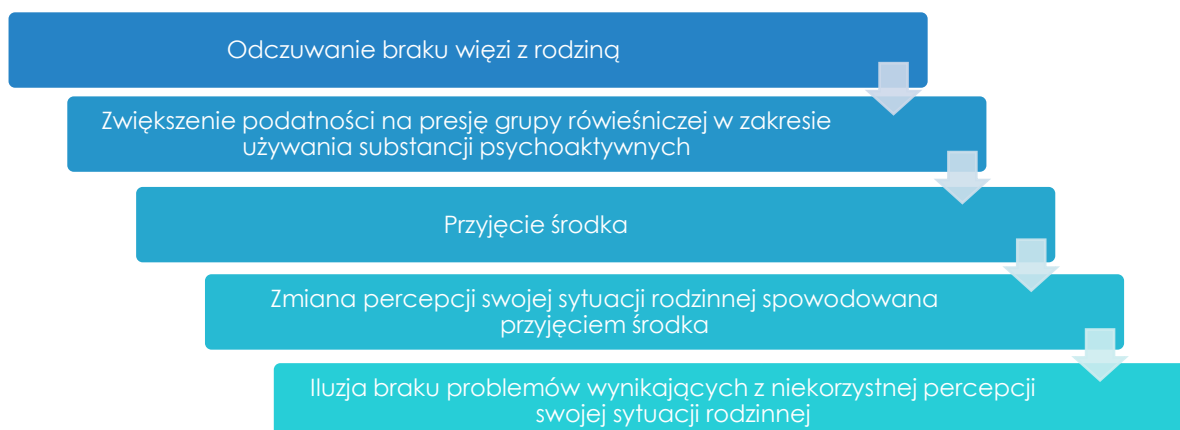 Odczuwanie braku więzi z rodziną
Zwiększenie podatności na presję grupy rówieśniczej w zakresie
używania substancji psychoaktywnych
Przyjęcie środka
Zmiana percepcji swojej sytuacji rodzinnej spowodowana
przyjęciem środka
Iluzja braku problemów wynikających z niekorzystnej percepcji
swojej sytuacji rodzinnej